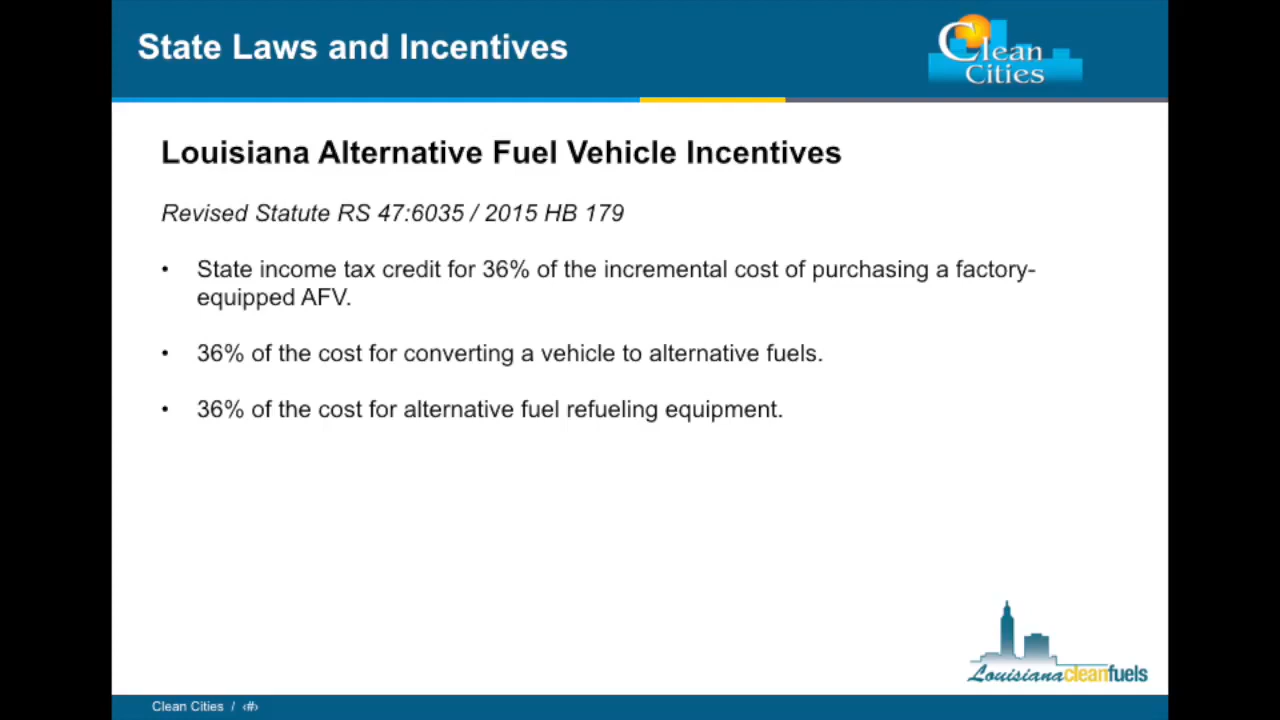 State Laws and Incentives
Clean
Cities
Louisiana Alternative Fuel Vehicle Incentives
Revised Statute RS 47:6035 / 2015 HB 179
• State income tax credit for 36% of the incremental cost of purchasing a factory-
equipped AFV.
• 36% of the cost for converting a vehicle to alternative fuels.
• 36% of the cost for alternative fuel refueling equipment.
Louisianacleanfuels
Clean Cities / ‹#›